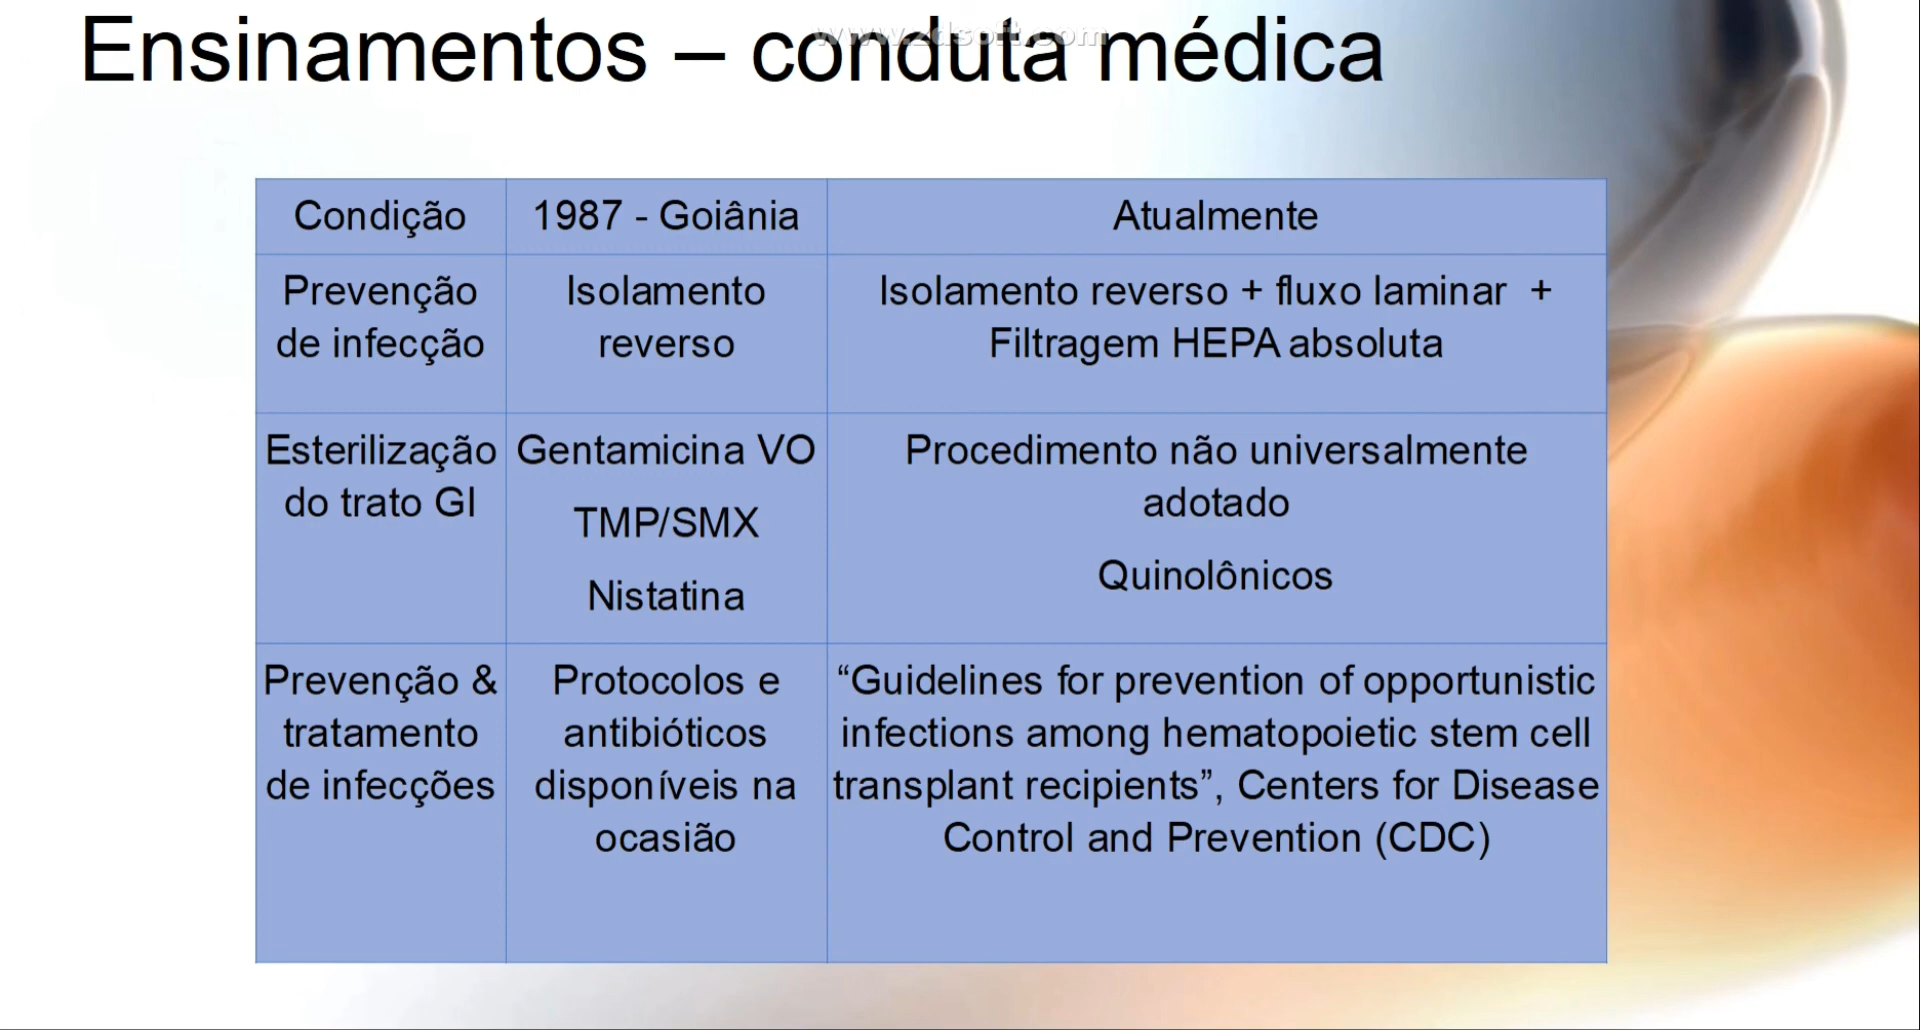 Ensinamentos – conduta médica
www.zdsoft.com
Condição
1987 - Goiânia
Atualmente
Prevenção
de infecção
Isolamento
reverso
Isolamento reverso + fluxo laminar +
Filtragem HEPA absoluta
Esterilização
do trato GI
Gentamicina VO
TMP/SMX
Nistatina
Procedimento não universalmente
adotado
Quinolônicos
Prevenção &
tratamento
de infecções
Protocolos e
antibióticos
disponíveis na
ocasião
“Guidelines for prevention of opportunistic
infections among hematopoietic stem cell
transplant recipients”, Centers for Disease
Control and Prevention (CDC)